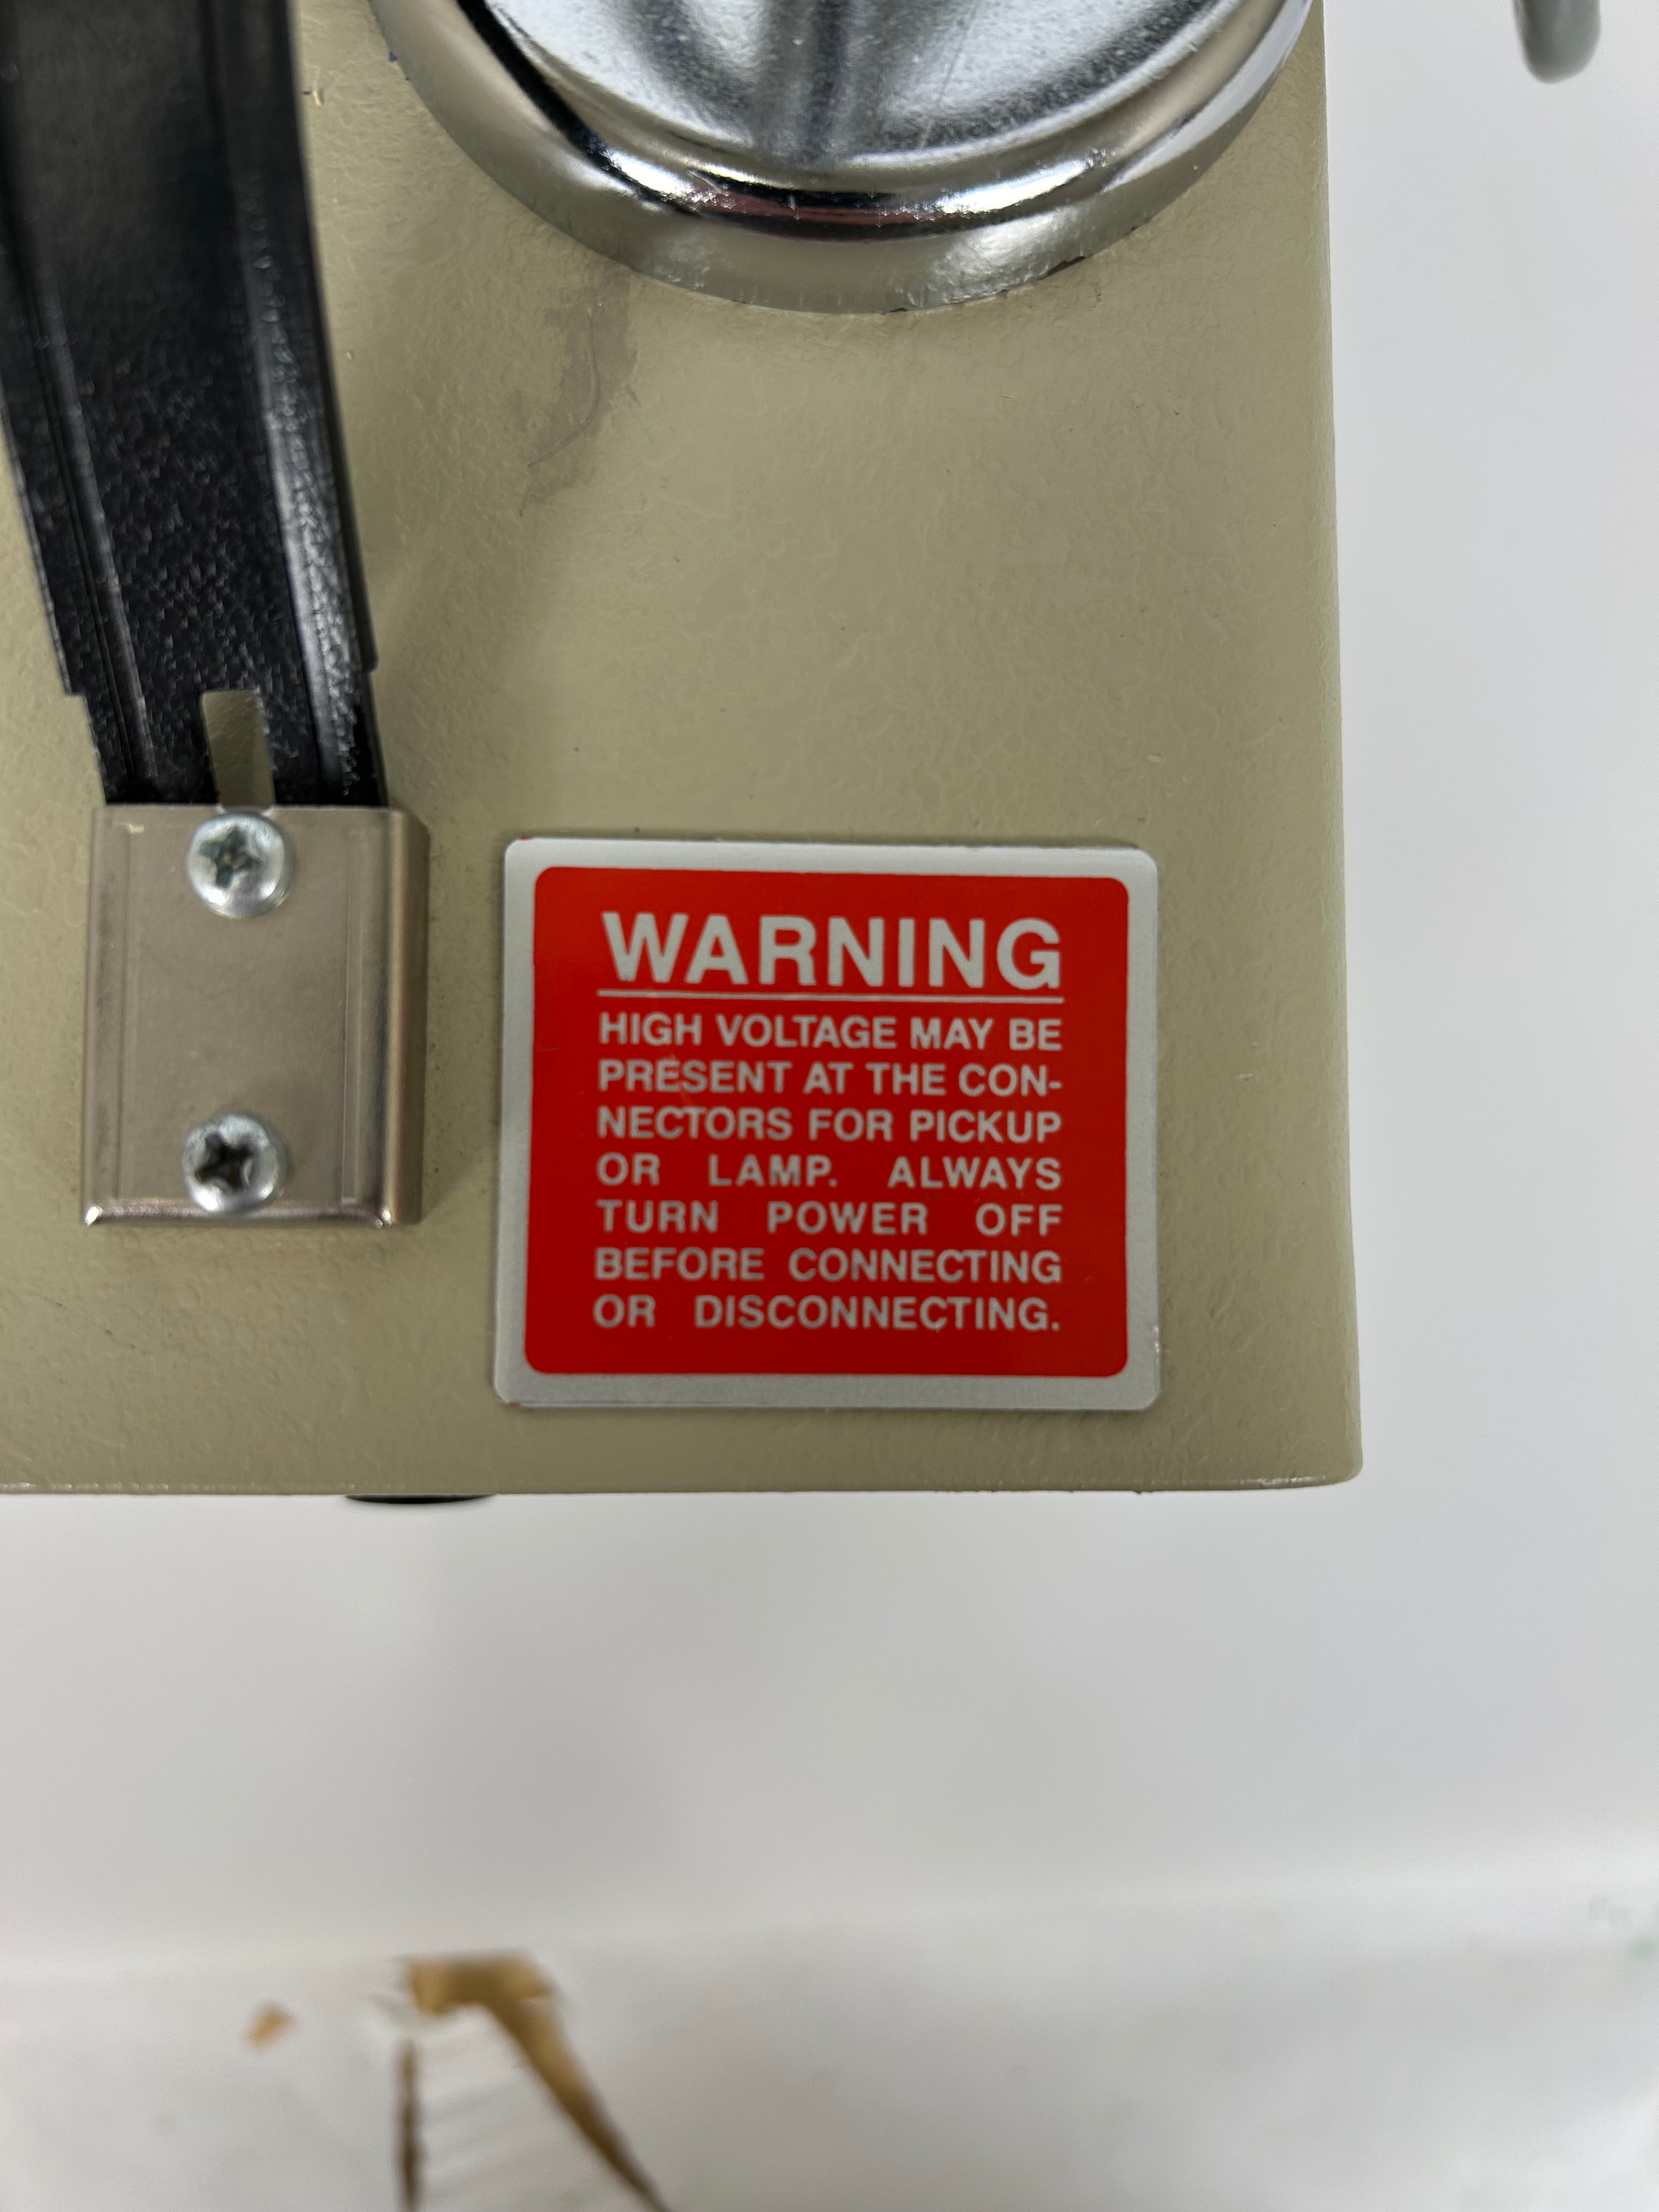 WARNING
HIGH VOLTAGE MAY BE
PRESENT AT THE CON-
NECTORS FOR PICKUP
OR LAMP. ALWAYS
TURN POWER OFF
BEFORE CONNECTING
OR DISCONNECTING.